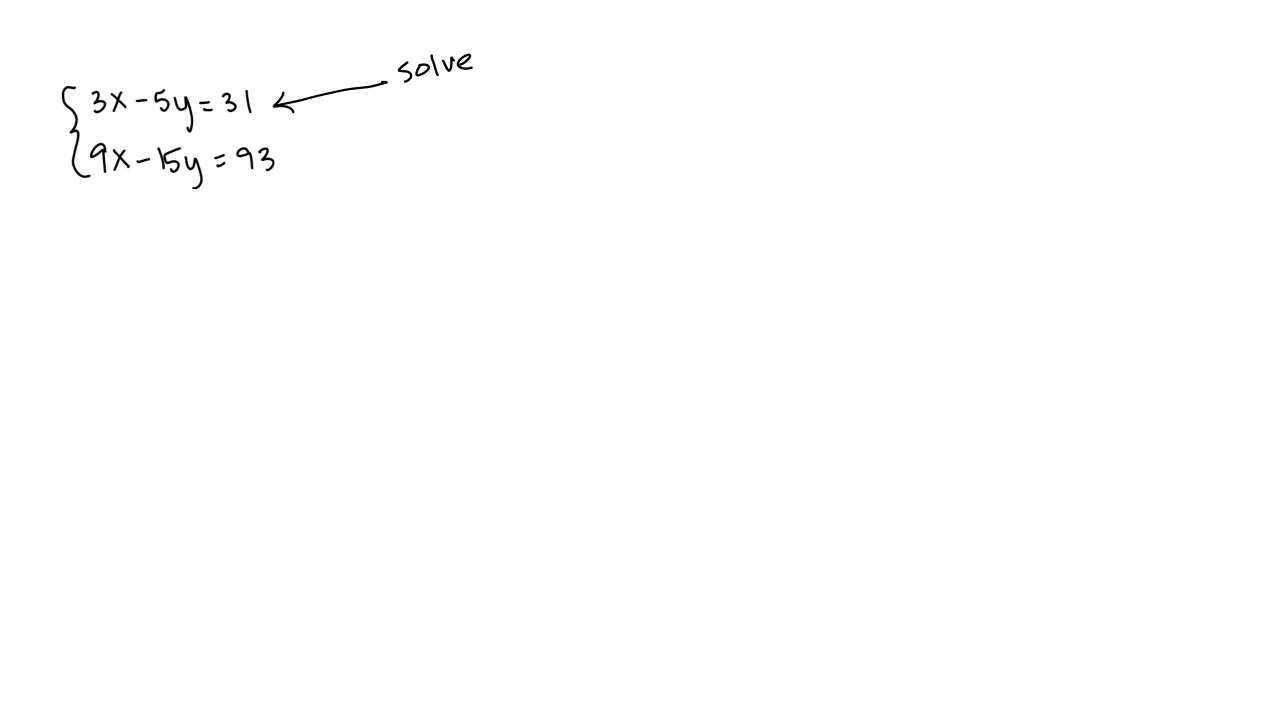 solve
3x - 5y = 31
9x - 15y = 93